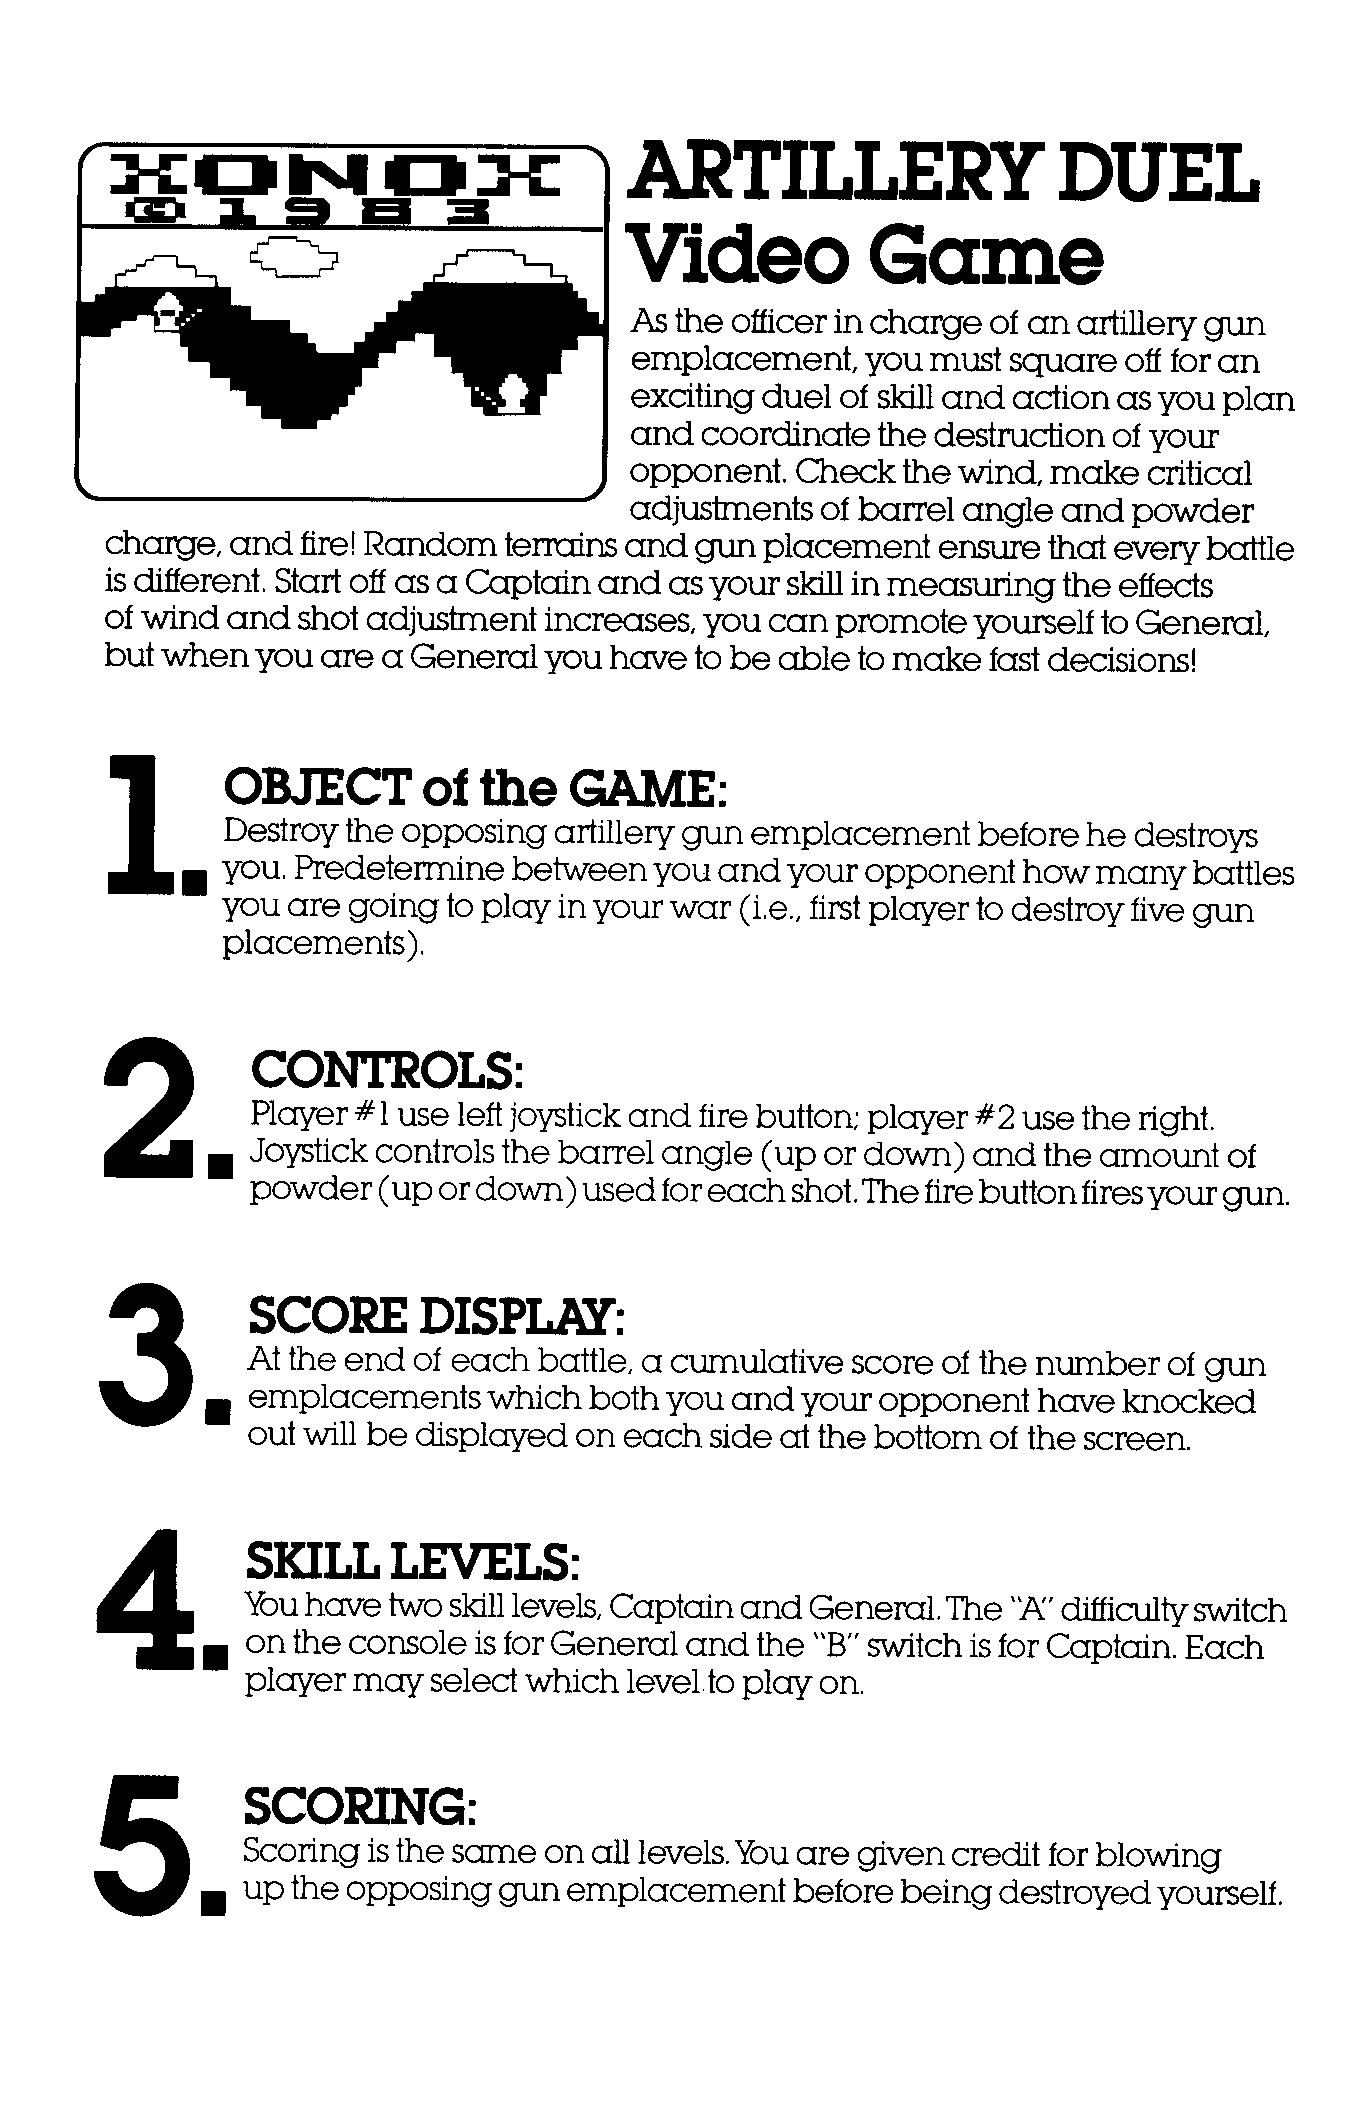 XONOX
© 1983
ARTILLERY DUEL
Video Game
As the officer in charge of an artillery gun
emplacement, you must square off for an
exciting duel of skill and action as you plan
and coordinate the destruction of your
opponent. Check the wind, make critical
adjustments of barrel angle and powder
charge, and fire! Random terrains and gun placement ensure that every battle
is different. Start off as a Captain and as your skill in measuring the effects
of wind and shot adjustment increases, you can promote yourself to General,
but when you are a General you have to be able to make fast decisions!
1. OBJECT of the GAME:
Destroy the opposing artillery gun emplacement before he destroys
you. Predetermine between you and your opponent how many battles
you are going to play in your war (i.e., first player to destroy five gun
placements).
2. CONTROLS:
Player #1 use left joystick and fire button; player #2 use the right.
Joystick controls the barrel angle (up or down) and the amount of
powder (up or down) used for each shot. The fire button fires your gun.
3. SCORE DISPLAY:
At the end of each battle, a cumulative score of the number of gun
emplacements which both you and your opponent have knocked
out will be displayed on each side at the bottom of the screen.
4. SKILL LEVELS:
You have two skill levels, Captain and General. The "A" difficulty switch
on the console is for General and the "B" switch is for Captain. Each
player may select which level to play on.
5. SCORING:
Scoring is the same on all levels. You are given credit for blowing
up the opposing gun emplacement before being destroyed yourself.